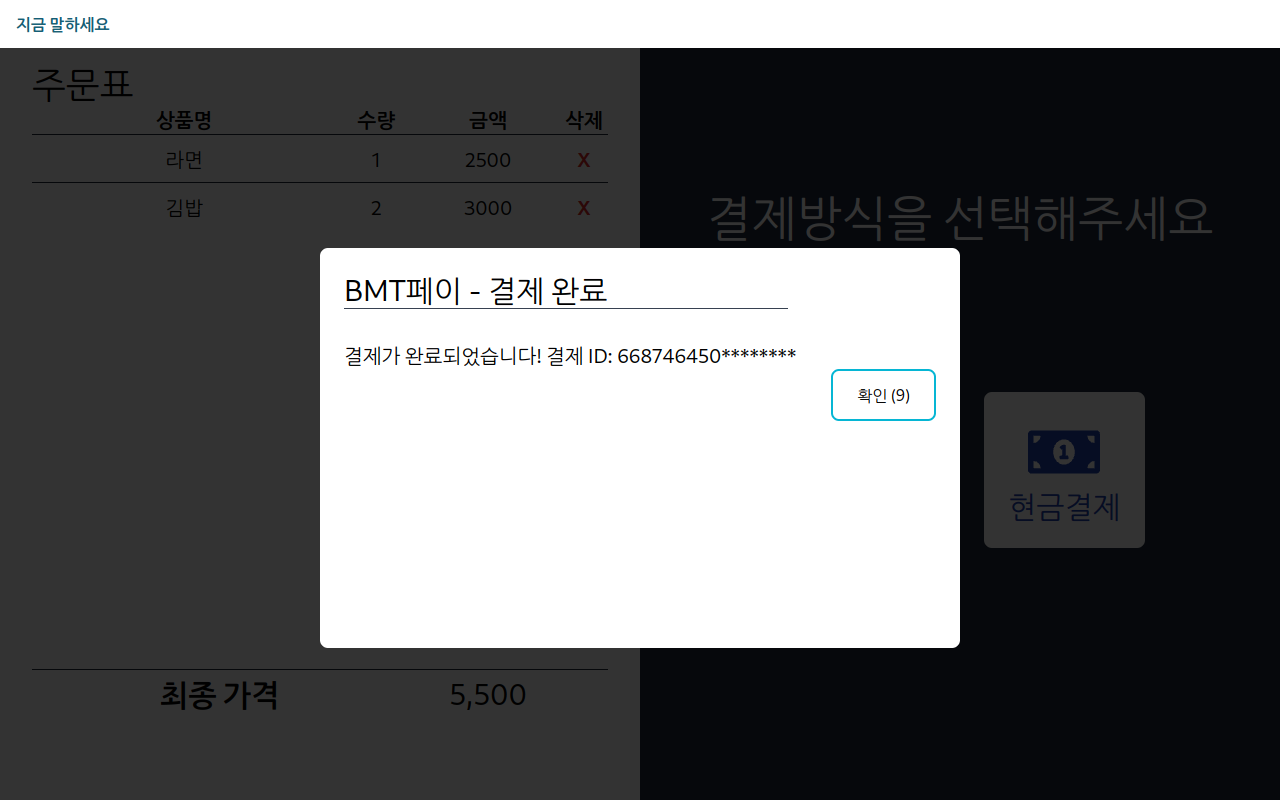 지금 말하세요
주문표
상품명 수량 금액 삭제
라면 1 2500 X
김밥 2 3000 X
결제방식을 선택해주세요
BMT페이 - 결제 완료
결제가 완료되었습니다! 결제 ID: 668746450********
확인 (9)
1
현금결제
최종 가격 5,500